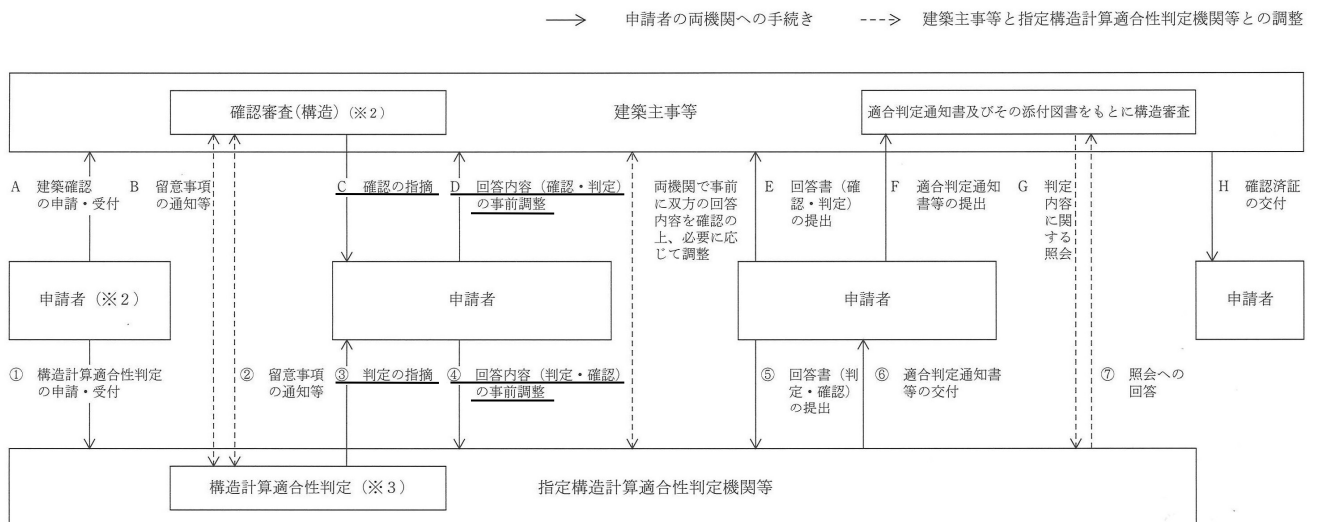 申請者の両機関への手続き
建築主事等と指定構造計算適合性判定機関等との調整
確認審査(構造)(※2)
建築主事等
適合判定通知書及びその添付図書をもとに構造審査
A 建築確認
の申請・受付
B 留意事項
の通知等
C 確認の指摘
D 回答内容(確認・判定)
の事前調整
両機関で事前
に双方の回答
内容を確認の
上、必要に応
じて調整
E 回答書(確
認・判定)
の提出
F 適合判定通知
書等の提出
G 判定
内容
に関
する
照会
H 確認済証
の交付
申請者(※2)
申請者
申請者
申請者
① 構造計算適合性判定
の申請・受付
② 留意事項
の通知等
③ 判定の指摘
④ 回答内容(判定・確認)
の事前調整
⑤ 回答書(判
定・確認)
の提出
⑥ 適合判定通知書
等の交付
⑦ 照会への
回答
構造計算適合性判定(※3)
指定構造計算適合性判定機関等